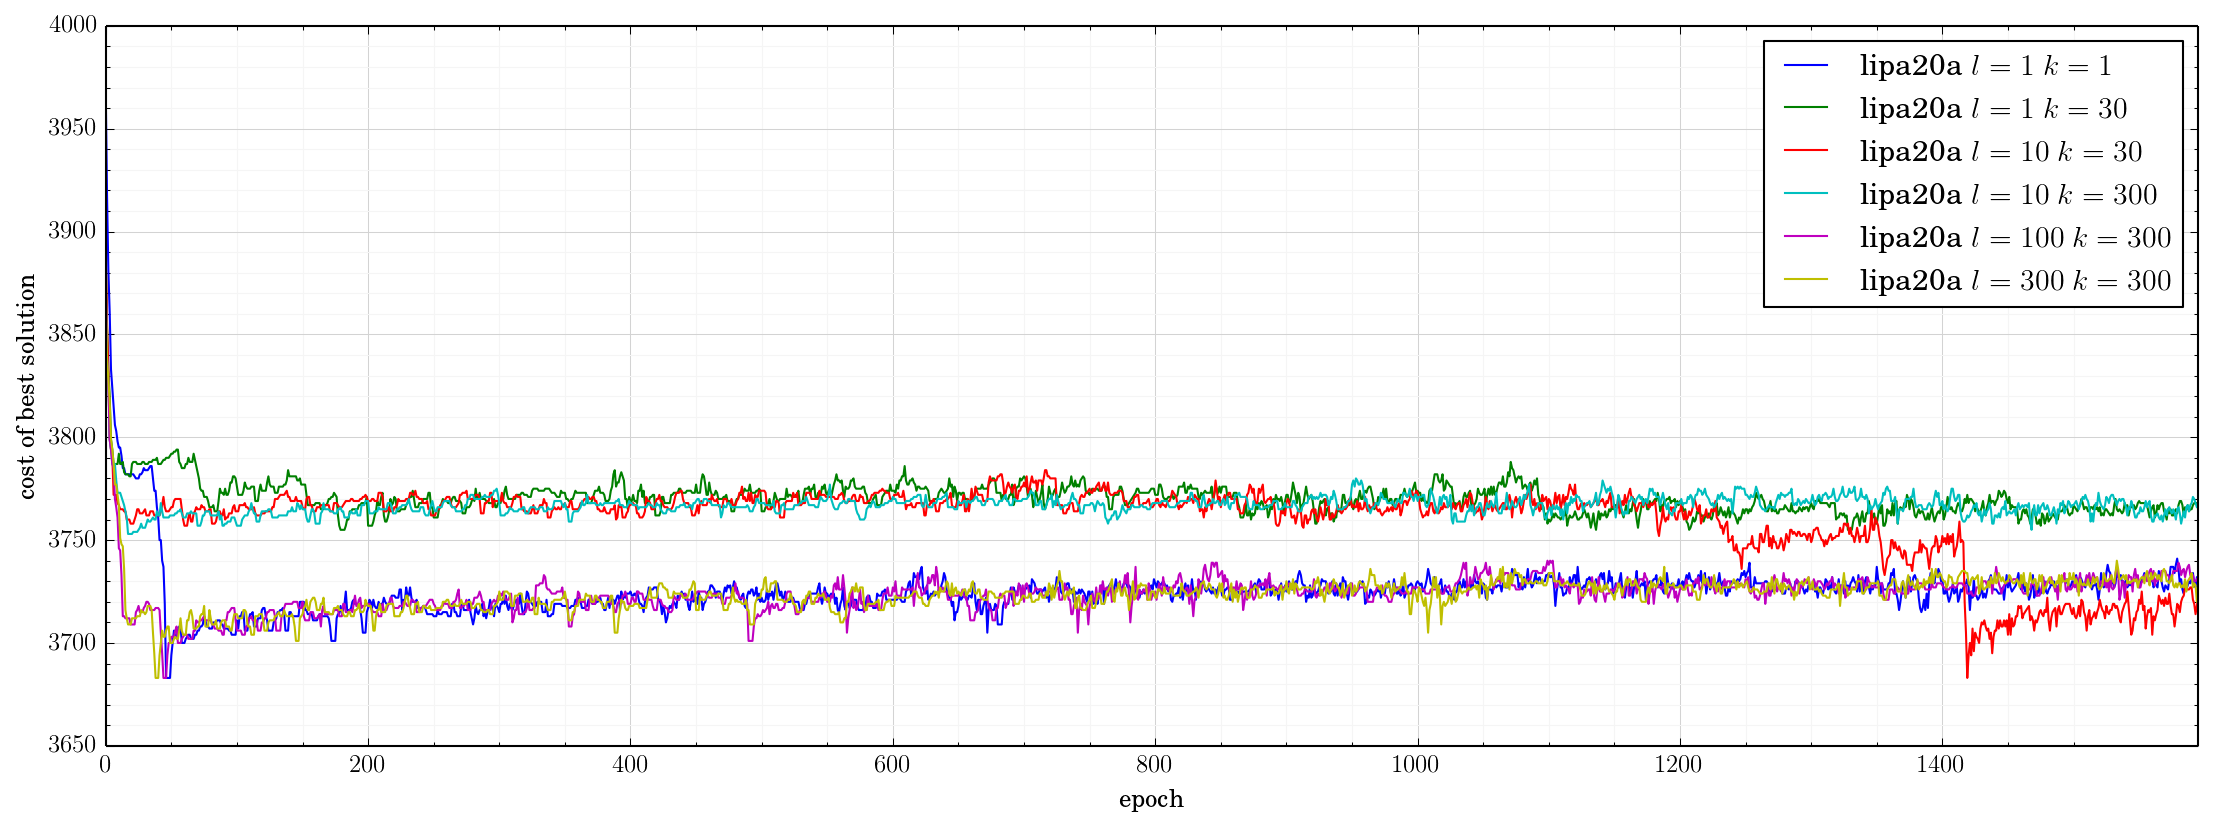 4000
3950
3900
3850
3800
3750
3700
3650
cost of best solution
0 200 400 600 800 1000 1200 1400
epoch
lipa20a l = 1 k = 1
lipa20a l = 1 k = 30
lipa20a l = 10 k = 30
lipa20a l = 10 k = 300
lipa20a l = 100 k = 300
lipa20a l = 300 k = 300